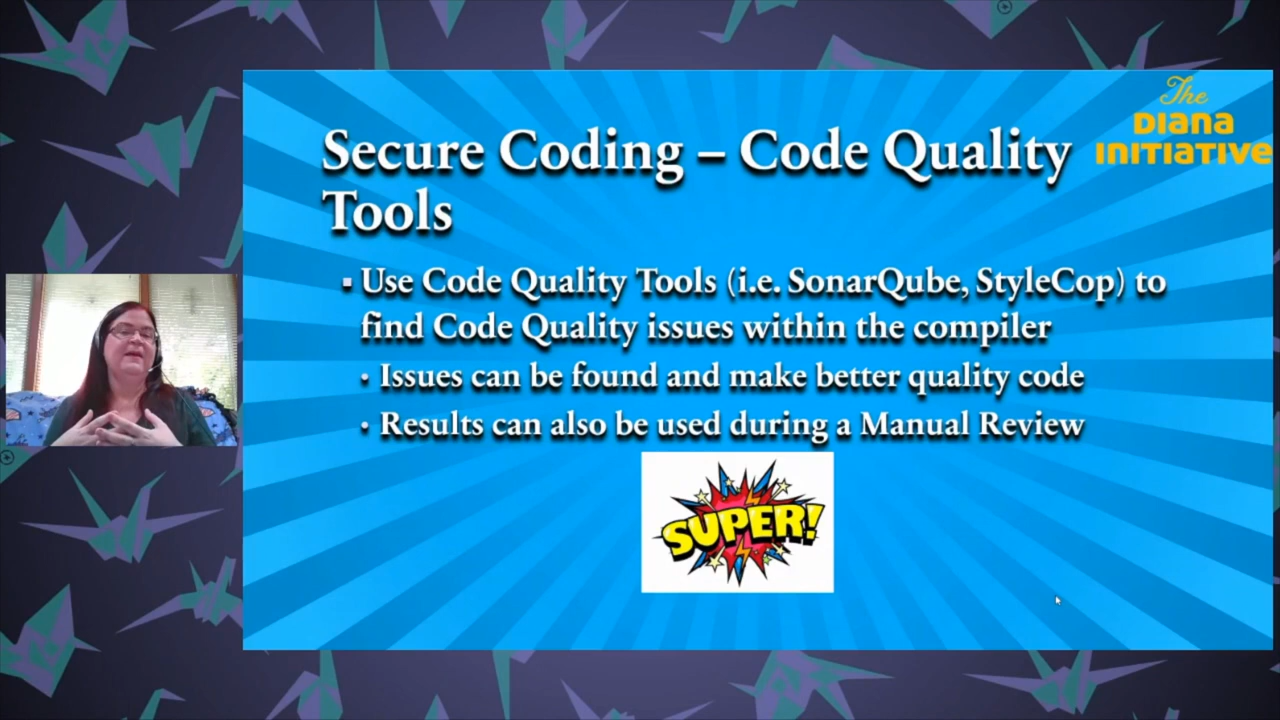 The
DIANA
INITIATIVE
Secure Coding – Code Quality
Tools
▪ Use Code Quality Tools (i.e. SonarQube, StyleCop) to
find Code Quality issues within the compiler
• Issues can be found and make better quality code
• Results can also be used during a Manual Review
SUPER!